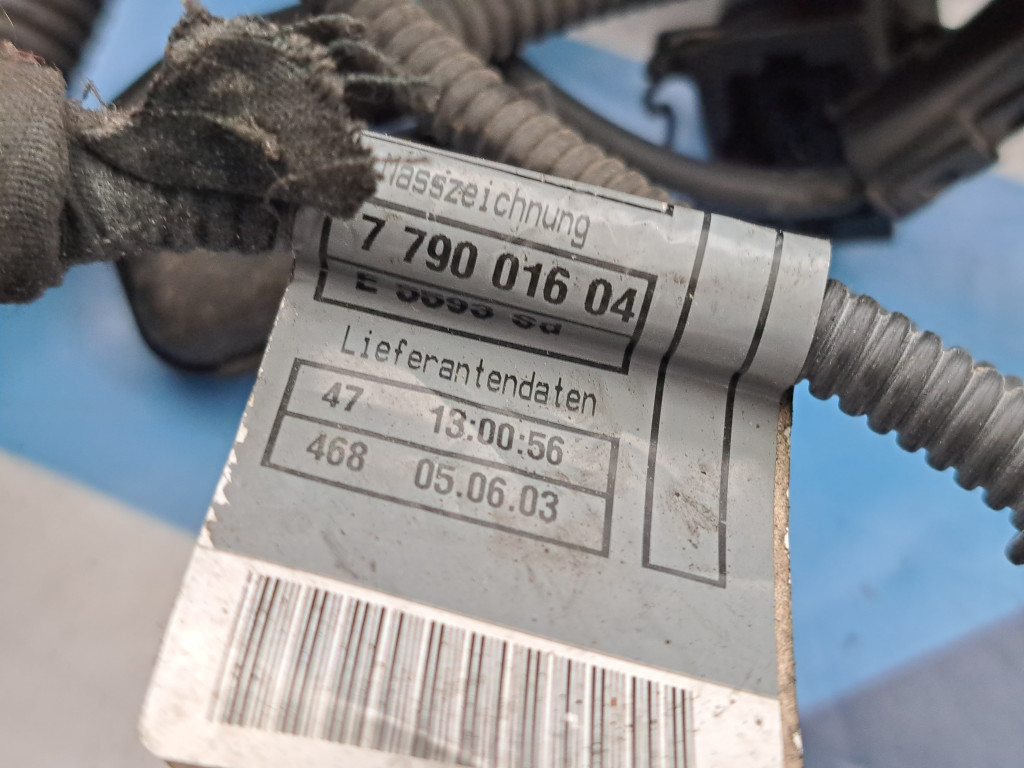 Masszeichnung
7 790 016 04
Lieferantendaten
47 13:00:56
468 05.06.03